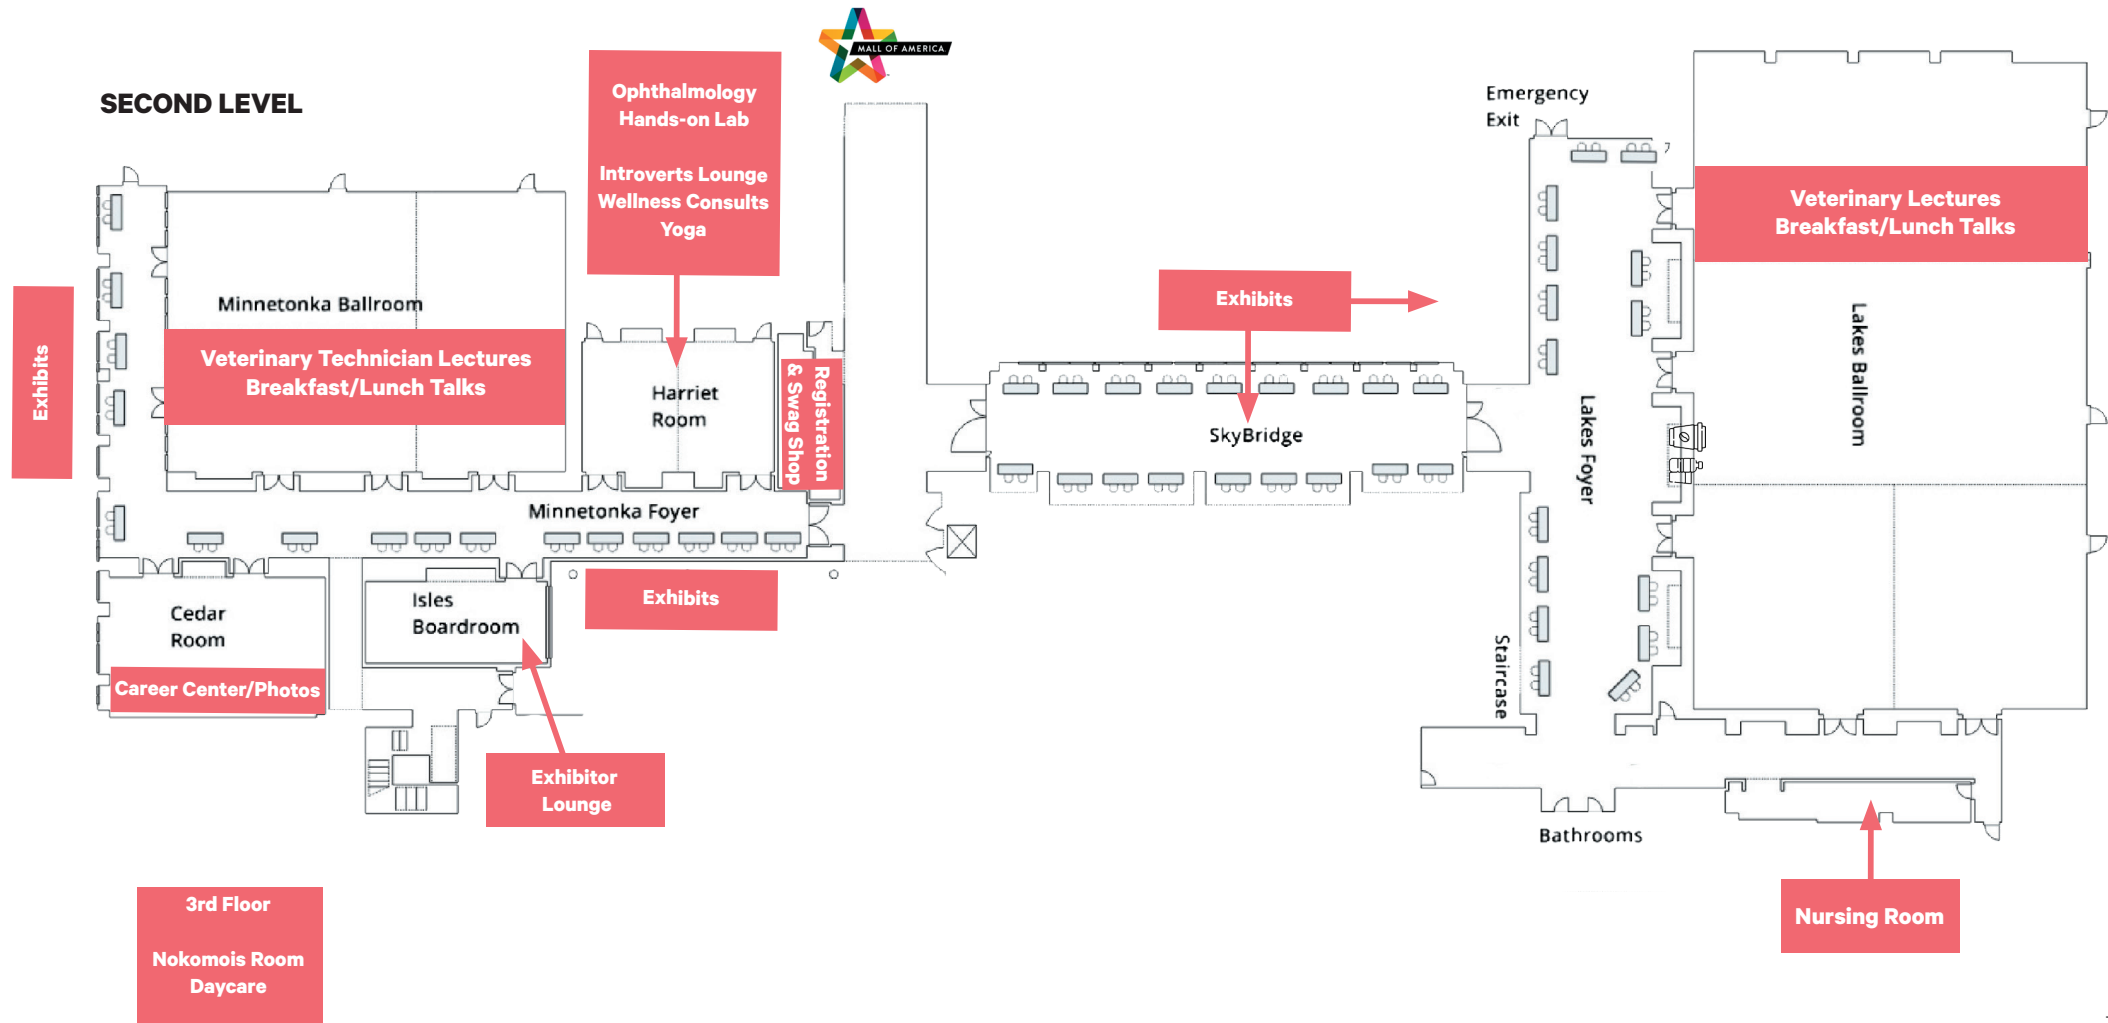 MALL OF AMERICA
SECOND LEVEL
Ophthalmology
Hands-on Lab
Introverts Lounge
Wellness Consults
Yoga
Emergency
Exit
Veterinary Lectures
Breakfast/Lunch Talks
Exhibits
Minnetonka Ballroom
Veterinary Technician Lectures
Breakfast/Lunch Talks
Exhibits
Harriet
Room
Registration
& Swag Shop
SkyBridge
Lakes Foyer
Lakes Ballroom
Minnetonka Foyer
Exhibits
Cedar
Room
Career Center/Photos
Isles
Boardroom
Exhibitor
Lounge
Staircase
Bathrooms
Nursing Room
3rd Floor
Nokomois Room
Daycare